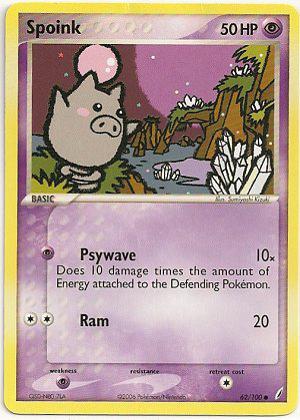 Spoink
50 HP
Illus. Sumiyoshi Kizuki
BASIC
Psywave
10×
Does 10 damage times the amount of
Energy attached to the Defending Pokémon.
Ram
20
weakness
resistance
retreat cost
©2006 Pokémon/Nintendo
62/100 ●